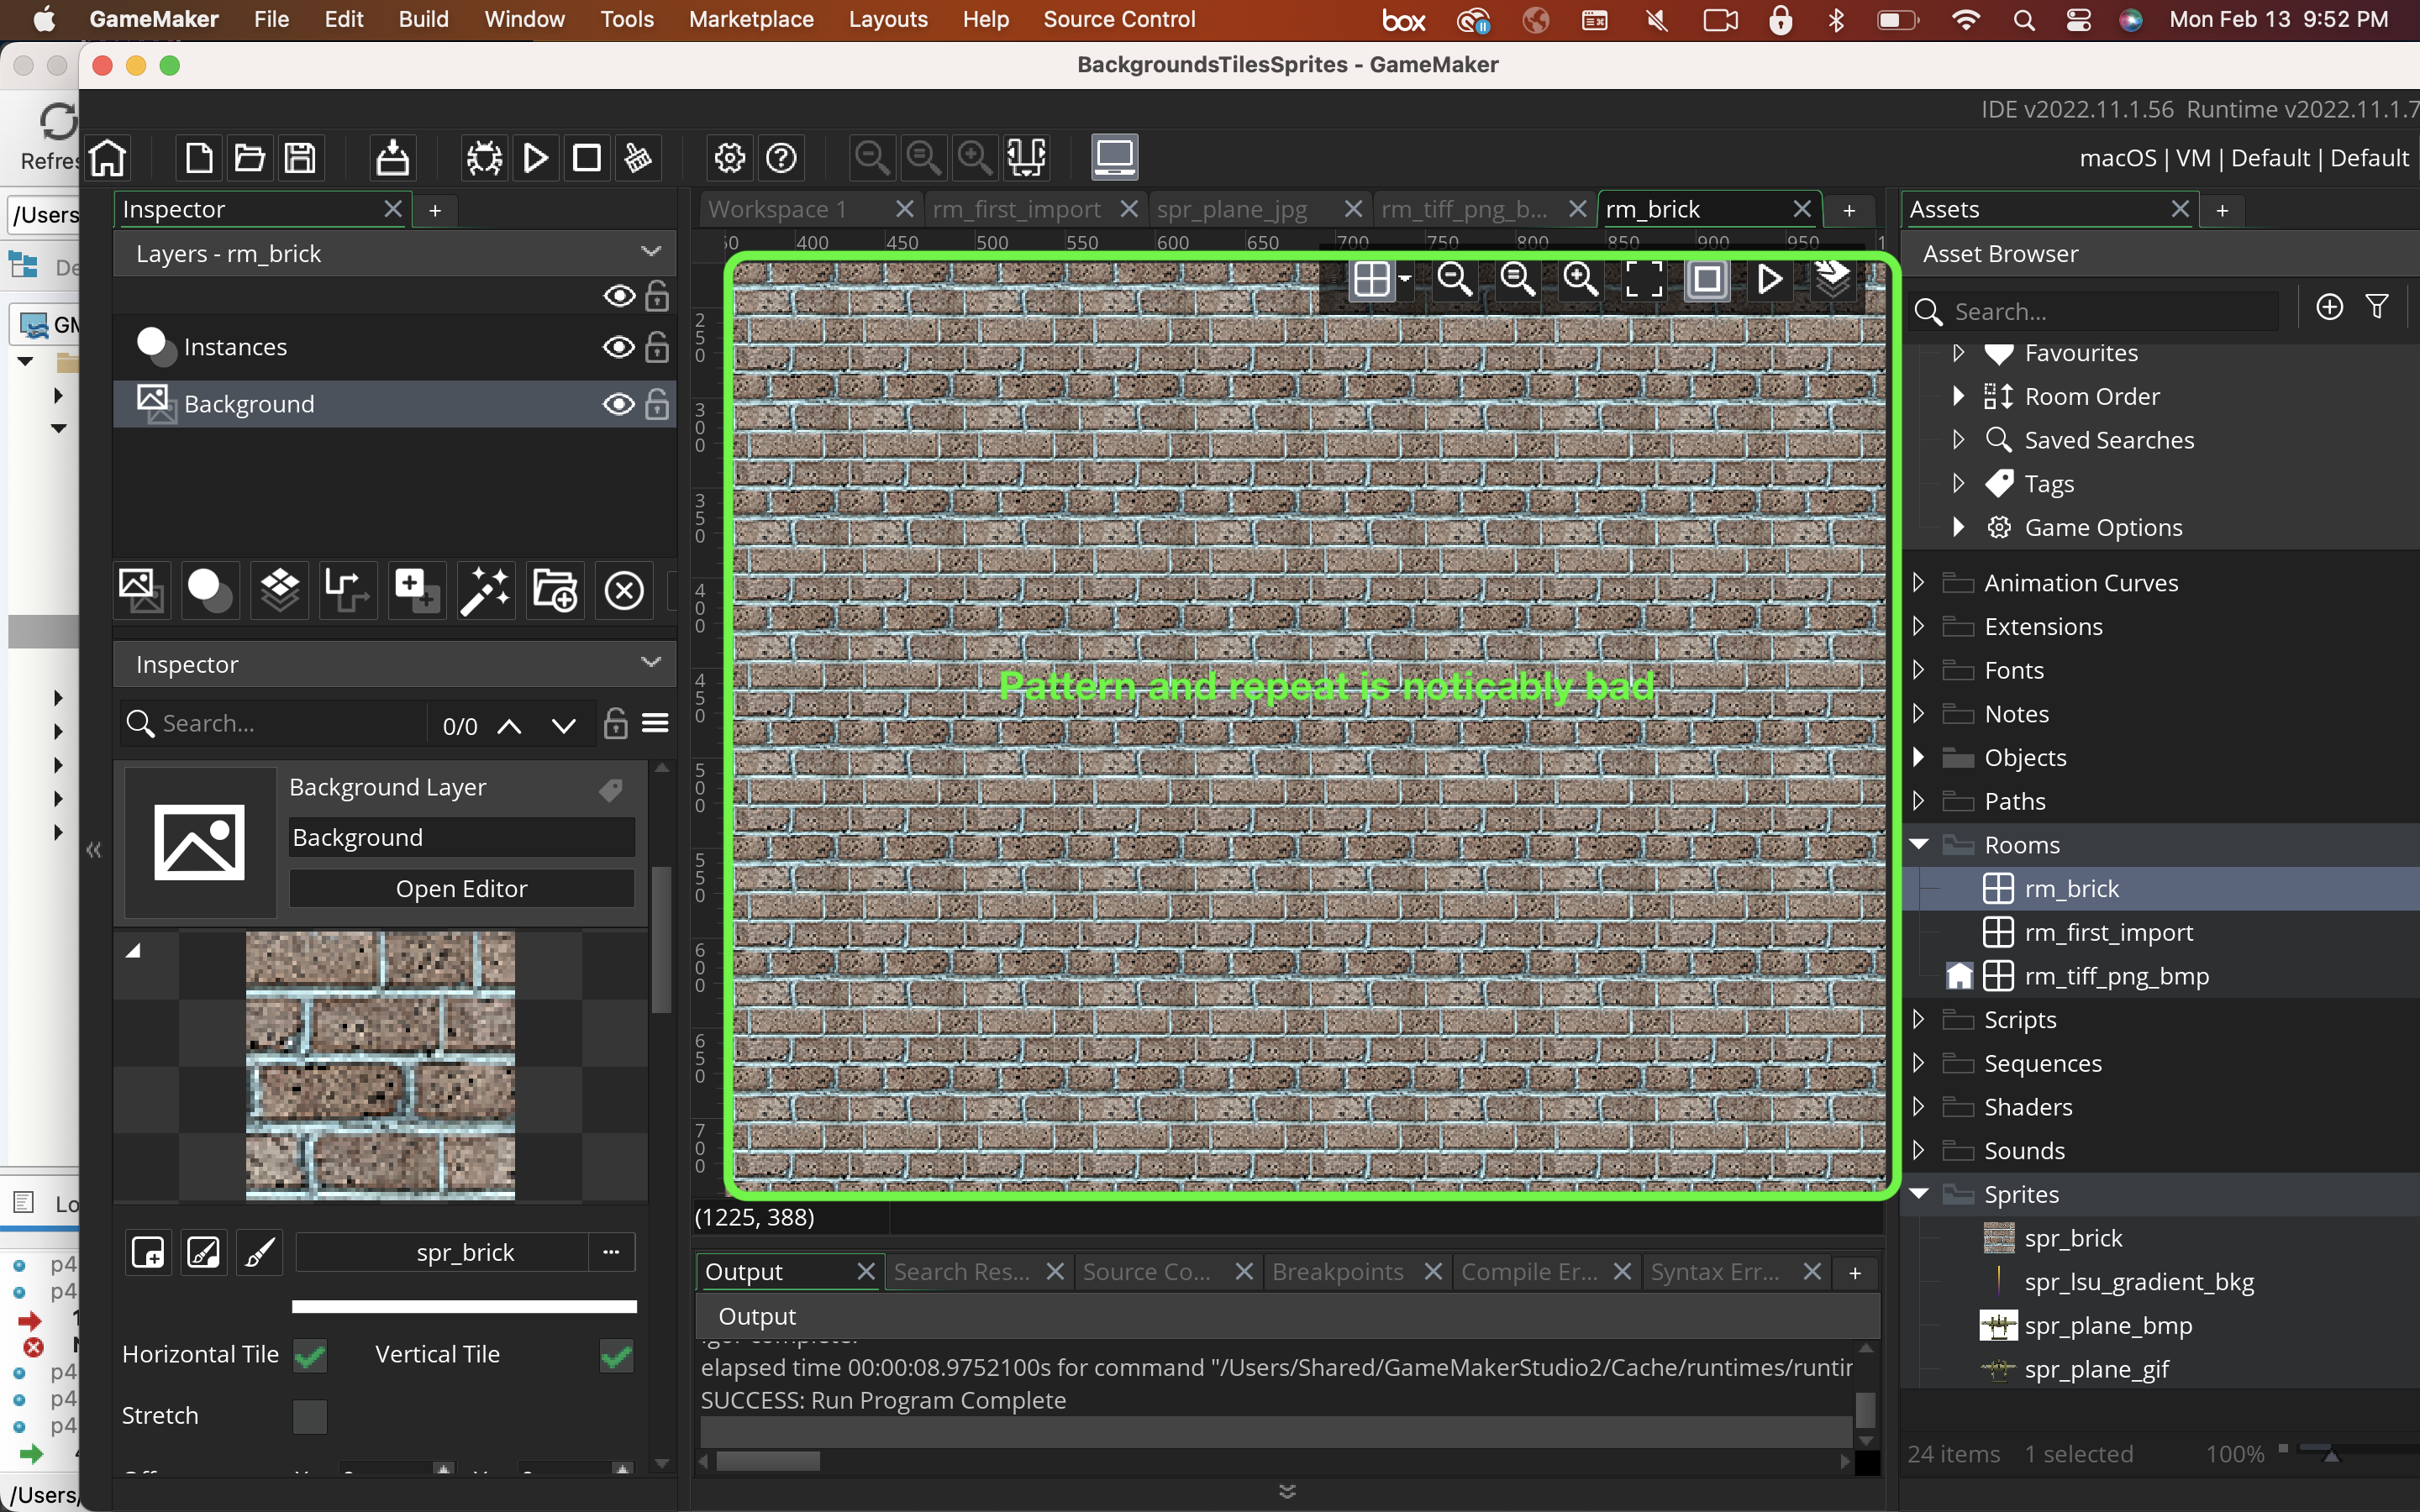 GameMaker File Edit Build Window Tools Marketplace Layouts Help Source Control box Mon Feb 13 9:52 PM
BackgroundsTilesSprites - GameMaker
IDE v2022.11.1.56 Runtime v2022.11.1.7
Refres
macOS | VM | Default | Default
/Users
Inspector
Workspace 1
rm_first_import
spr_plane_jpg
rm_tiff_png_b...
rm_brick
Assets
Layers - rm_brick
50 400 450 500 550 600 650 700 750 800 850 900 950 1
Asset Browser
De
Search...
GM
Instances
Background
250
300
350
400
450
500
550
600
650
700
Favourites
Room Order
Saved Searches
Tags
Game Options
Animation Curves
Extensions
Fonts
Notes
Objects
Paths
Rooms
rm_brick
rm_first_import
rm_tiff_png_bmp
Scripts
Sequences
Shaders
Sounds
Sprites
spr_brick
spr_lsu_gradient_bkg
spr_plane_bmp
spr_plane_gif
24 items 1 selected 100%
Pattern and repeat is noticably bad
Inspector
Search... 0/0
Background Layer
Background
Open Editor
spr_brick ...
Horizontal Tile Vertical Tile
Stretch
(1225, 388)
Output
Search Res...
Source Co...
Breakpoints
Compile Er...
Syntax Err...
Output
Igor complete.
elapsed time 00:00:08.9752100s for command "/Users/Shared/GameMakerStudio2/Cache/runtimes/runtir
SUCCESS: Run Program Complete
Lo
p4
p4
p4
p4
p4
/Users/